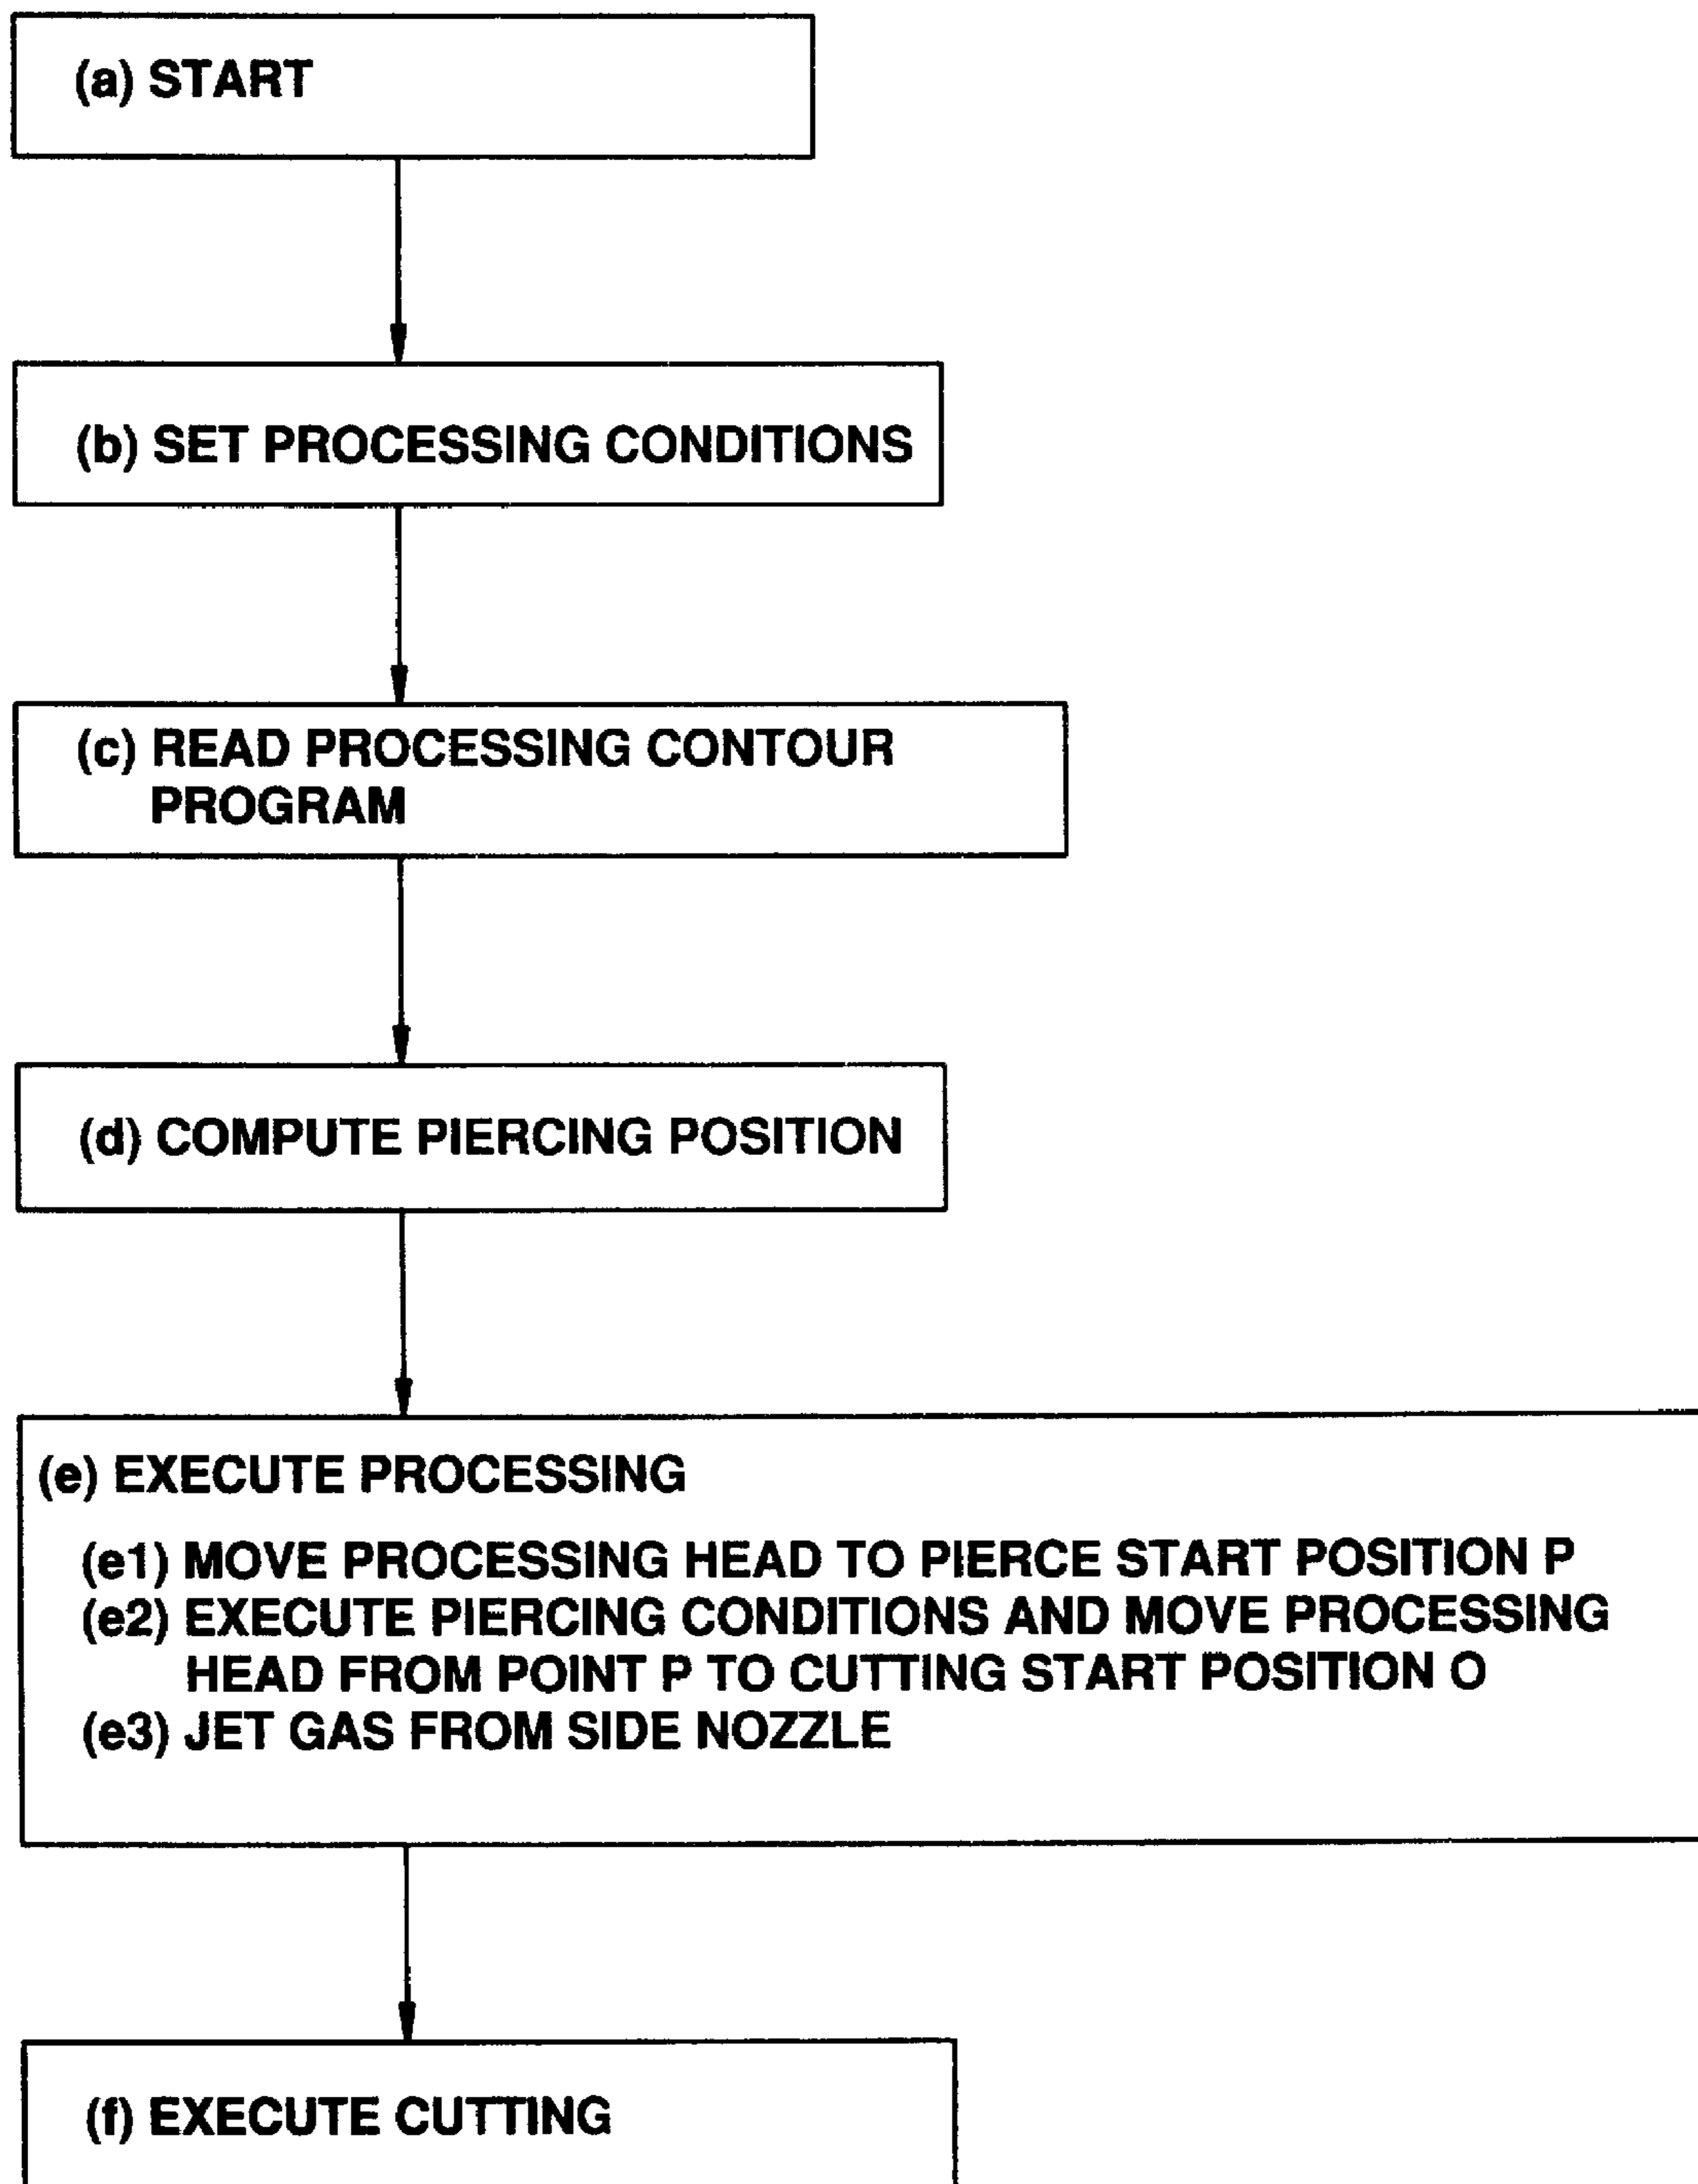 (a) START
(b) SET PROCESSING CONDITIONS
(c) READ PROCESSING CONTOUR
PROGRAM
(d) COMPUTE PIERCING POSITION
(e) EXECUTE PROCESSING
(e1) MOVE PROCESSING HEAD TO PIERCE START POSITION P
(e2) EXECUTE PIERCING CONDITIONS AND MOVE PROCESSING
HEAD FROM POINT P TO CUTTING START POSITION O
(e3) JET GAS FROM SIDE NOZZLE
(f) EXECUTE CUTTING